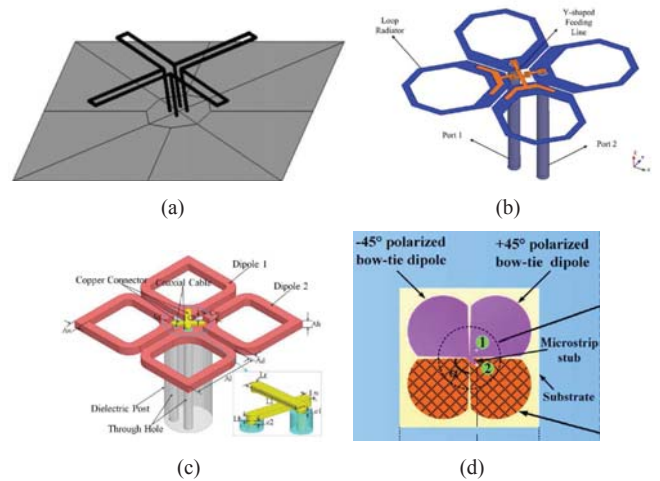 Loop
Radiator
Y-shaped
Feeding
Line
Port 1
Port 2
(a)
(b)
Copper Connector
Coaxial Cable
Dipole 1
Dipole 2
Ah
Dielectric Post
Through Hole
-45° polarized
bow-tie dipole
+45° polarized
bow-tie dipole
1
Microstrip
stub
2
Substrate
(c)
(d)